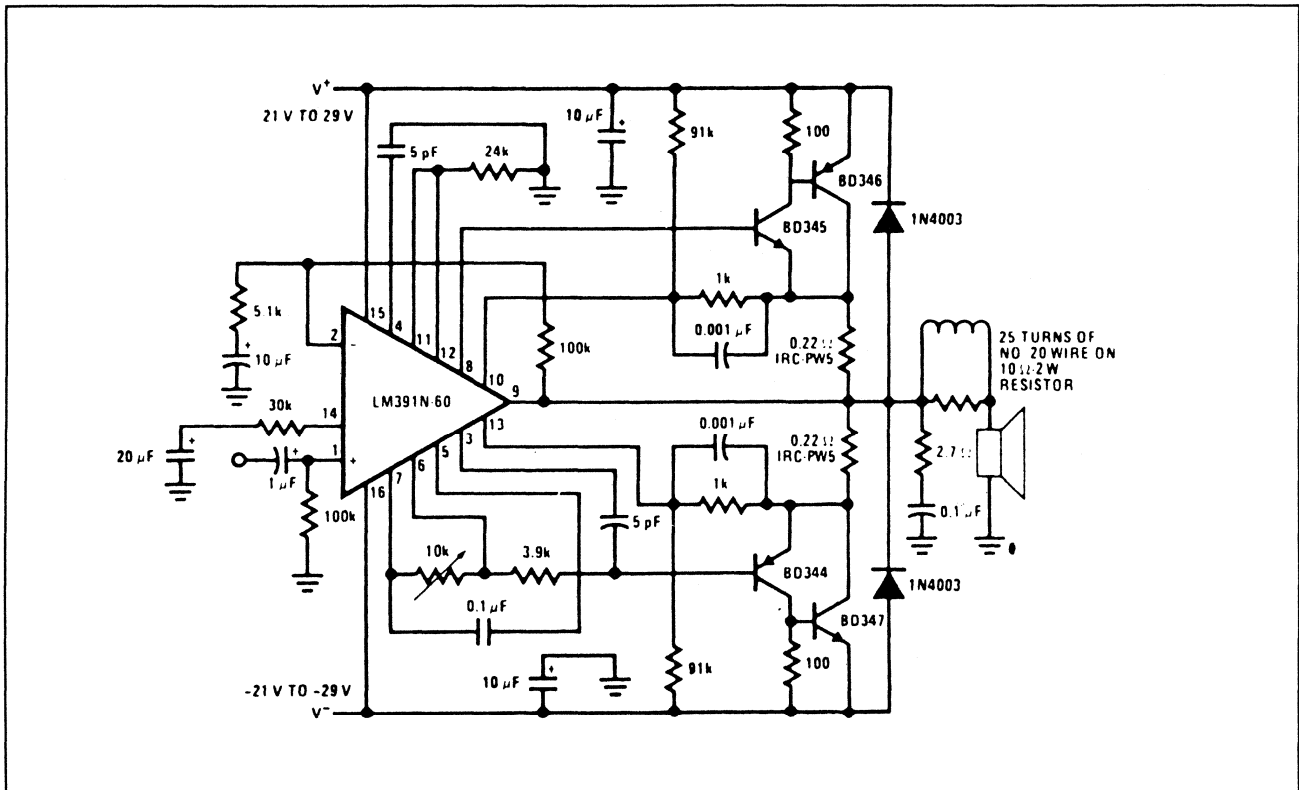 V+
21 V TO 29 V
10 µF
+
91k
100
5 pF
24k
BD346
BD345
1N4003
5.1k
+
10 µF
2
-
15
4
11
12
8
10
9
13
3
5
6
7
16
1
+
14
LM391N-60
100k
1k
0.001 µF
0.22 Ω
IRC-PW5
25 TURNS OF
NO. 20 WIRE ON
10 Ω-2 W
RESISTOR
30k
20 µF
+
1 µF
+
100k
0.001 µF
1k
0.22 Ω
IRC-PW5
2.7 Ω
0.1 µF
5 pF
10k
3.9k
0.1 µF
BD344
BD347
1N4003
91k
100
10 µF
+
-21 V TO -29 V
V-